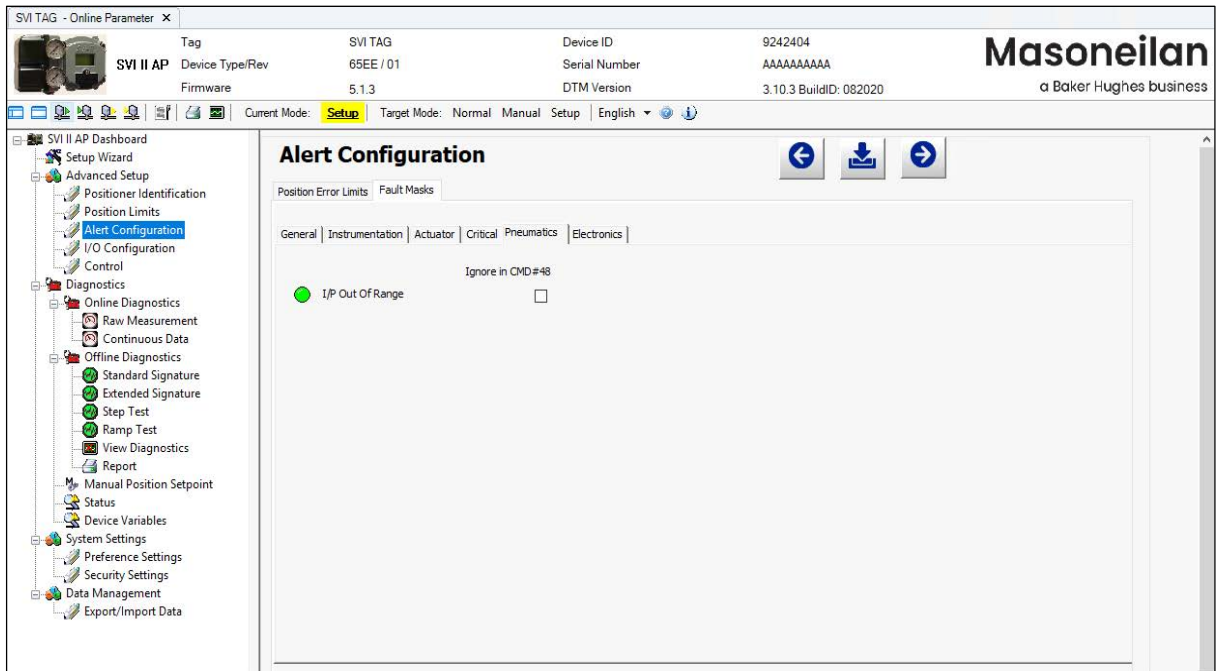 SVI TAG - Online Parameter X
SVI II AP
Tag SVI TAG Device ID 9242404
Device Type/Rev 65EE / 01 Serial Number AAAAAAAAAA
Firmware 5.1.3 DTM Version 3.10.3 BuildID: 082020
Masoneilan
a Baker Hughes business
Current Mode: Setup Target Mode: Normal Manual Setup English
SVI II AP Dashboard
Setup Wizard
Advanced Setup
Positioner Identification
Position Limits
Alert Configuration
I/O Configuration
Control
Diagnostics
Online Diagnostics
Raw Measurement
Continuous Data
Offline Diagnostics
Standard Signature
Extended Signature
Step Test
Ramp Test
View Diagnostics
Report
Manual Position Setpoint
Status
Device Variables
System Settings
Preference Settings
Security Settings
Data Management
Export/Import Data
Alert Configuration
Position Error Limits Fault Masks
General Instrumentation Actuator Critical Pneumatics Electronics
Ignore in CMD#48
I/P Out Of Range